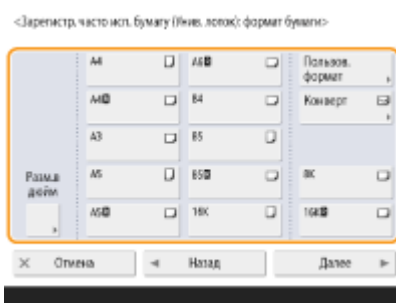 <Зарегистр. часто исп. бумагу (Унив. лоток): формат бумаги>
A4
A6R
Пользов.
формат
A4R
B4
Конверт
A3
B5
Разм.в
дюйм
A5
B5R
8K
A5R
16K
16KR
Отмена
Назад
Далее